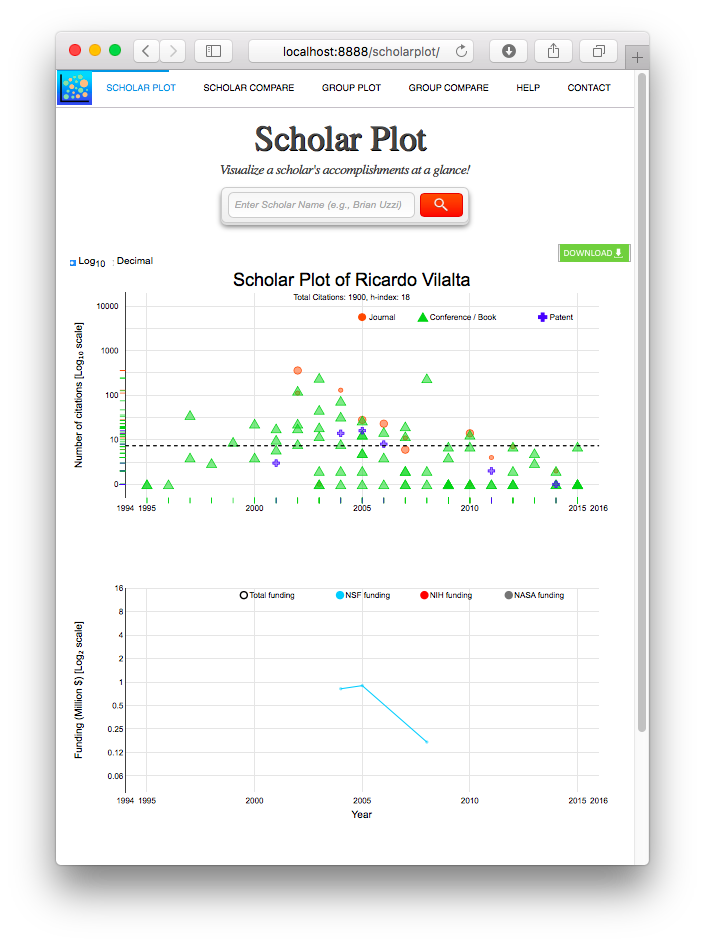 localhost:8888/scholarplot/
SCHOLAR PLOT SCHOLAR COMPARE GROUP PLOT GROUP COMPARE HELP CONTACT
Scholar Plot
Visualize a scholar's accomplishments at a glance!
Enter Scholar Name (e.g., Brian Uzzi)
DOWNLOAD
Log10 Decimal
Scholar Plot of Ricardo Vilalta
Total Citations: 1900, h-index: 18
Journal Conference / Book Patent
Number of citations [Log10 scale]
10000
1000
100
10
0
1994 1995 2000 2005 2010 2015 2016
Total funding NSF funding NIH funding NASA funding
Funding (Million $) [Log2 scale]
16
8
4
2
1
0.5
0.25
0.12
0.06
1994 1995 2000 2005 2010 2015 2016
Year